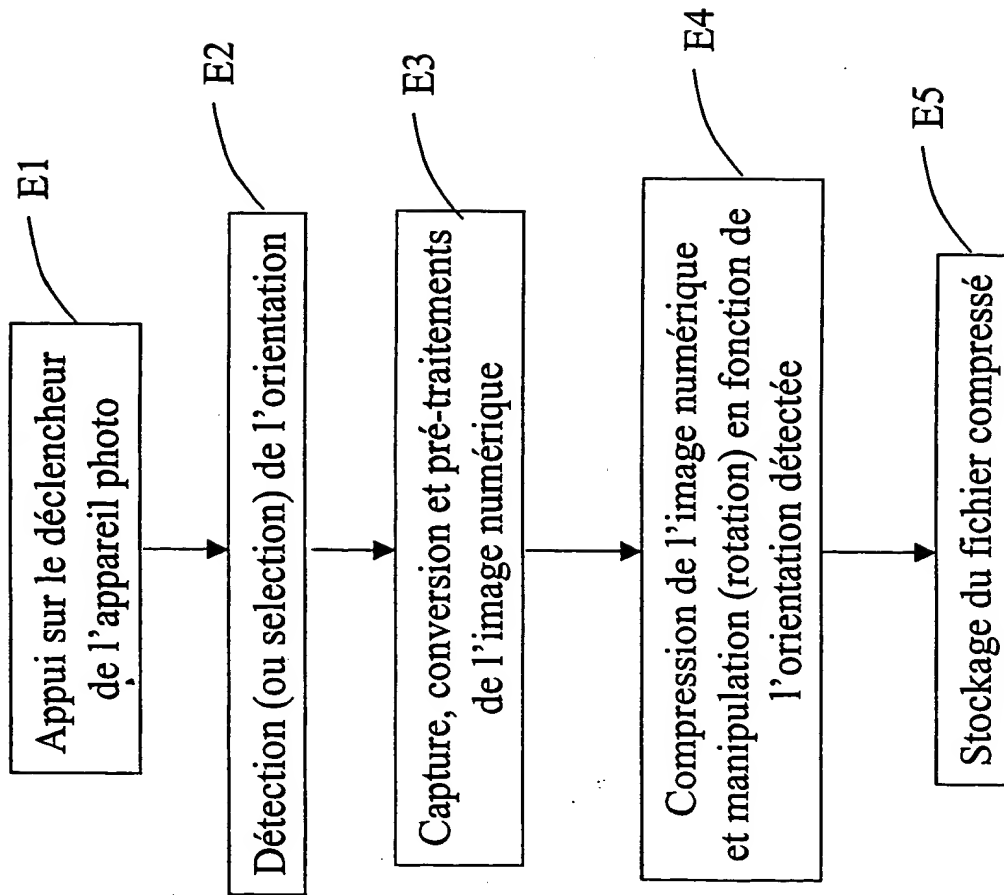 Appui sur le déclencheur
de l'appareil photo
E1
Détection (ou selection) de l'orientation
E2
Capture, conversion et pré-traitements
de l'image numérique
E3
Compression de l'image numérique
et manipulation (rotation) en fonction de
l'orientation détectée
E4
Stockage du fichier compressé
E5